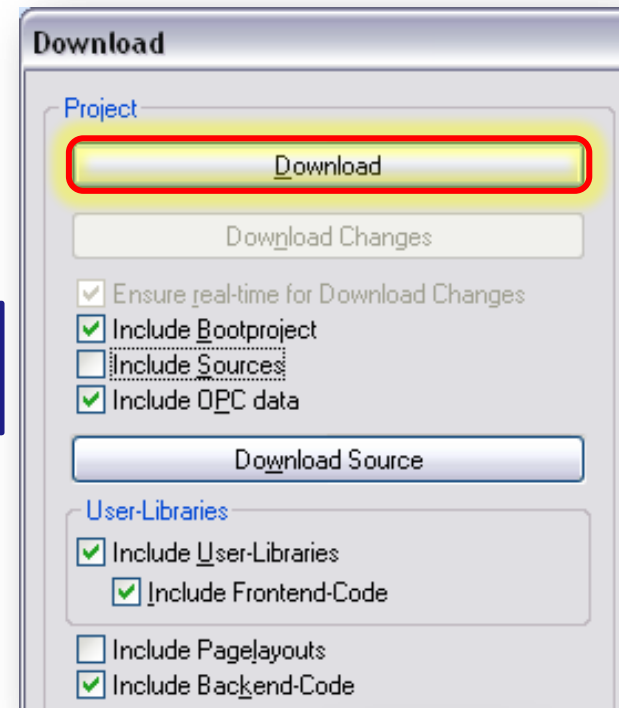 Download
Project
Download
Download Changes
Ensure real-time for Download Changes
Include Bootproject
Include Sources
Include OPC data
Download Source
User-Libraries
Include User-Libraries
Include Frontend-Code
Include Pagelayouts
Include Backend-Code